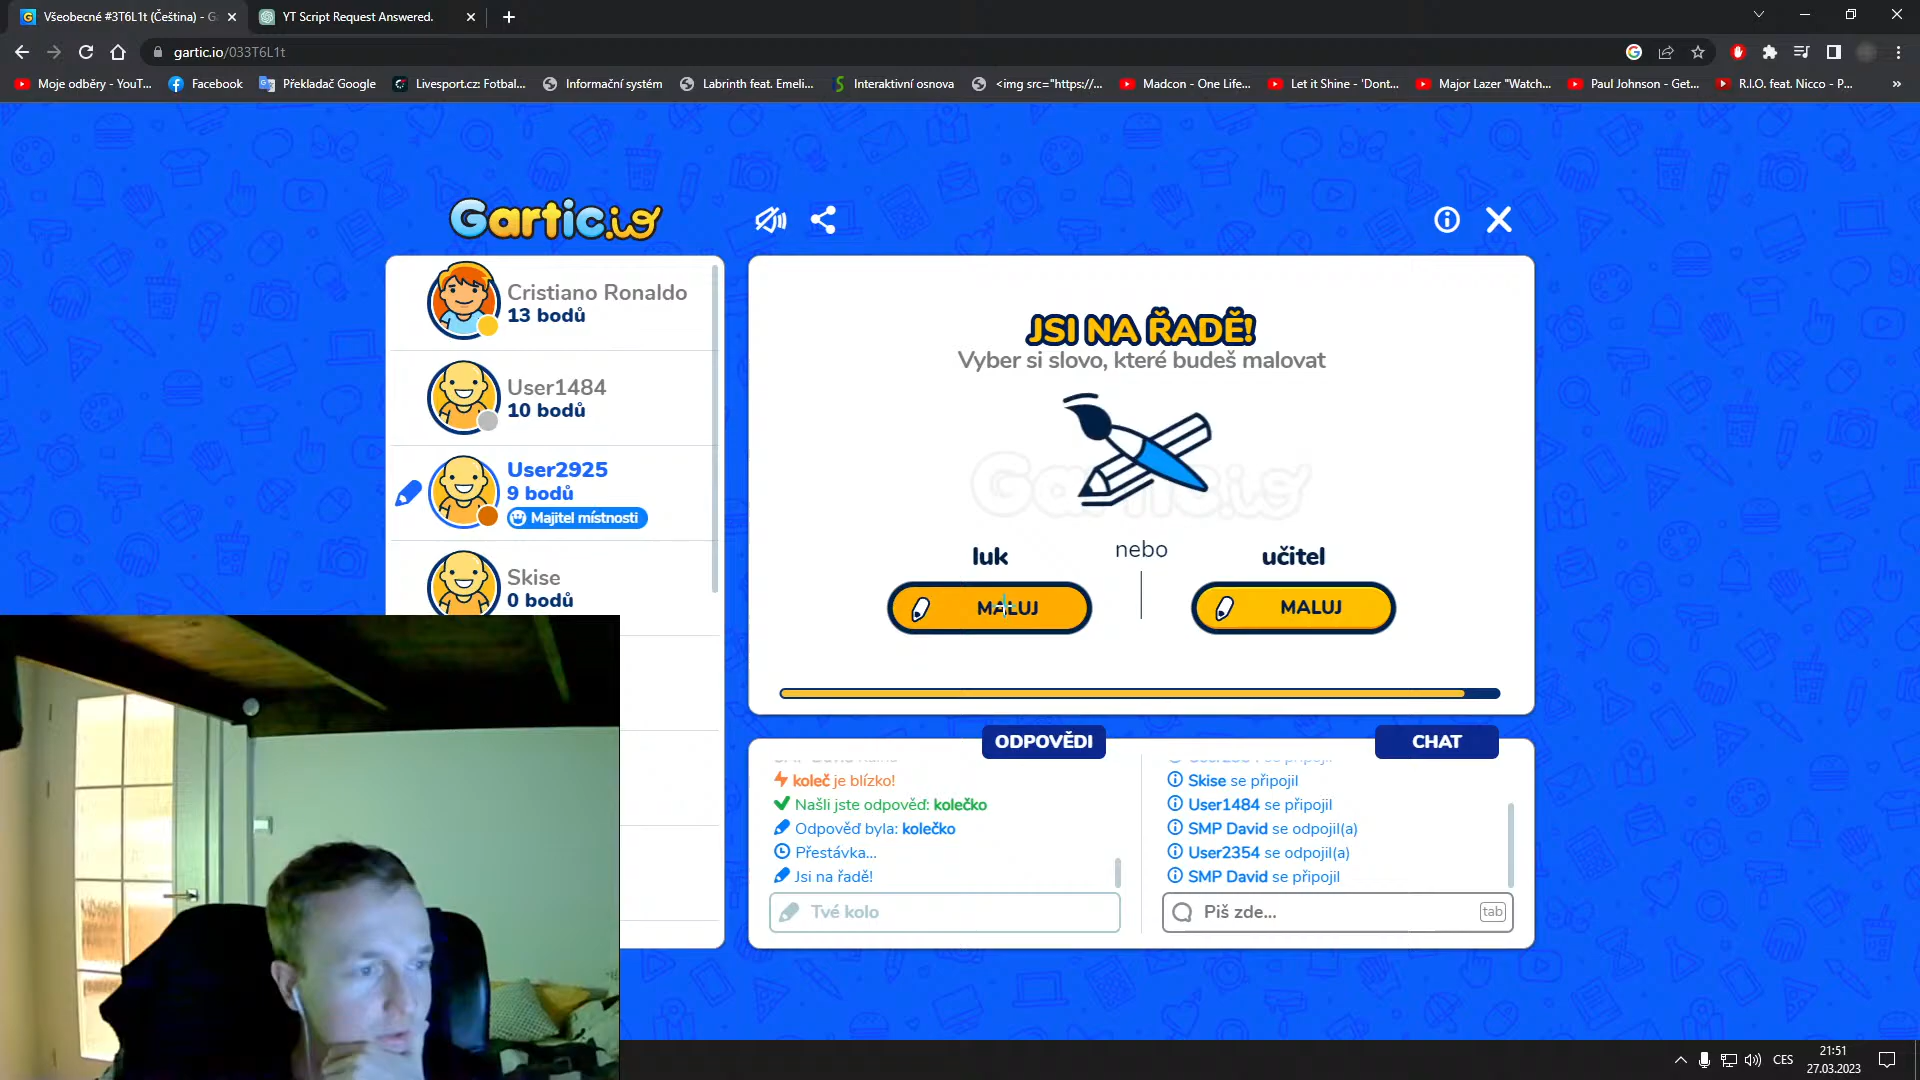 Všeobecné #3T6L1t (Čeština) - G
YT Script Request Answered.
gartic.io/033T6L1t
Moje odběry - YouT...
Facebook
Překladač Google
Livesport.cz: Fotbal...
Informační systém
Labrinth feat. Emeli...
Interaktivní osnova
<img src="https://...
Madcon - One Life...
Let it Shine - 'Dont...
Major Lazer "Watch...
Paul Johnson - Get...
R.I.O. feat. Nicco - P...
Gartic.io
Cristiano Ronaldo
13 bodů
User1484
10 bodů
User2925
9 bodů
Majitel místnosti
Skise
0 bodů
JSI NA ŘADĚ!
Vyber si slovo, které budeš malovat
Gartic.io
luk
nebo
učitel
MALUJ
MALUJ
ODPOVĚDI
koleč je blízko!
Našli jste odpověď: kolečko
Odpověď byla: kolečko
Přestávka...
Jsi na řadě!
Tvé kolo
CHAT
Skise se připojil
User1484 se připojil
SMP David se odpojil(a)
User2354 se odpojil(a)
SMP David se připojil
Piš zde...
tab
CES
21:51
27.03.2023